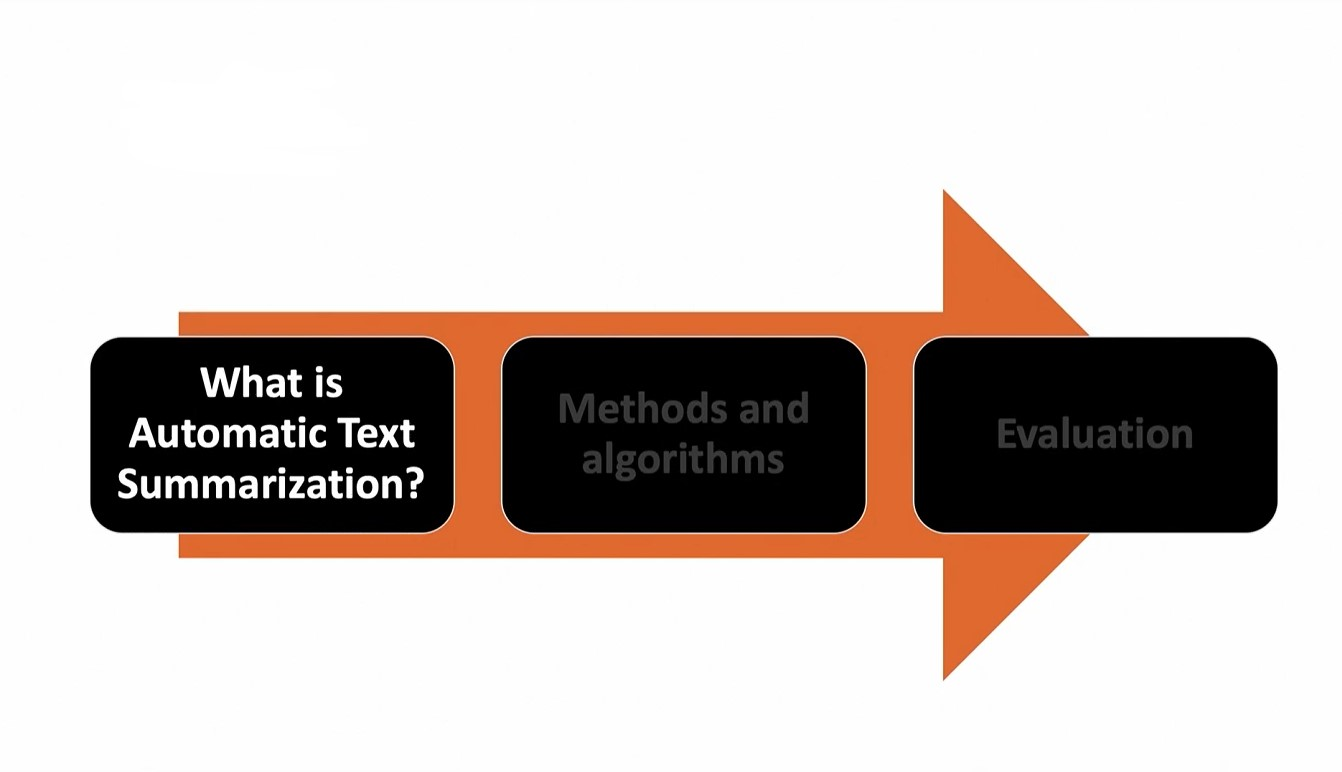 What is
Automatic Text
Summarization?
Methods and
algorithms
Evaluation